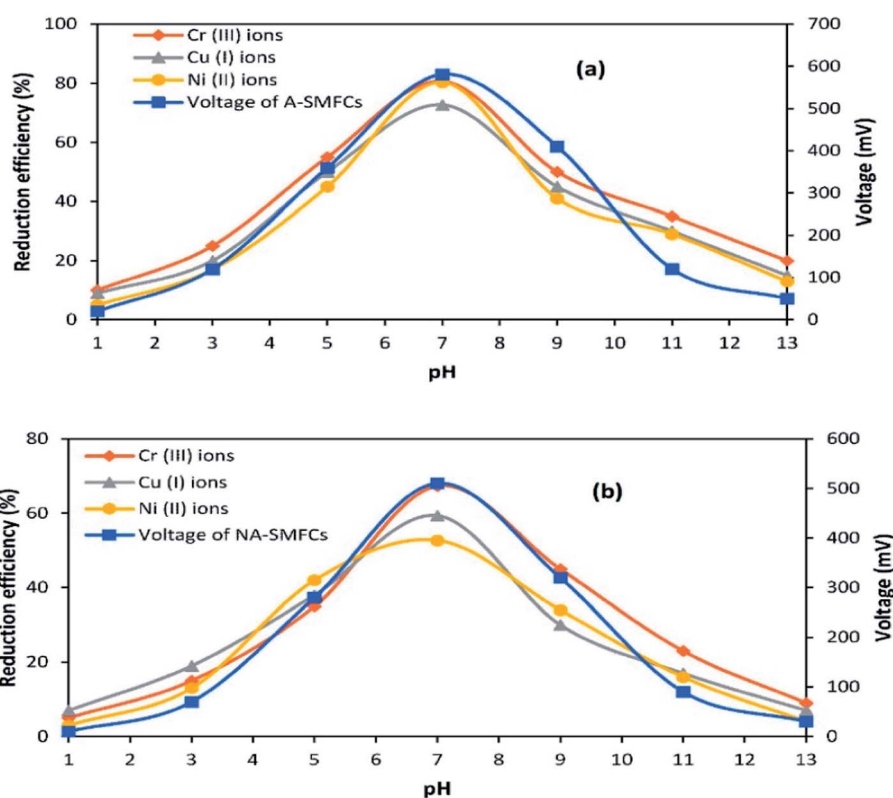 Cr (III) ions
Cu (I) ions
Ni (II) ions
Voltage of A-SMFCs
(a)
Reduction efficiency (%)
100
80
60
40
20
0
700
600
500
400
300
200
100
0
Voltage (mV)
1 2 3 4 5 6 7 8 9 10 11 12 13
pH
Cr (III) ions
Cu (I) ions
Ni (II) ions
Voltage of NA-SMFCs
(b)
Reduction efficiency (%)
80
60
40
20
0
600
500
400
300
200
100
0
Voltage (mV)
1 2 3 4 5 6 7 8 9 10 11 12 13
pH